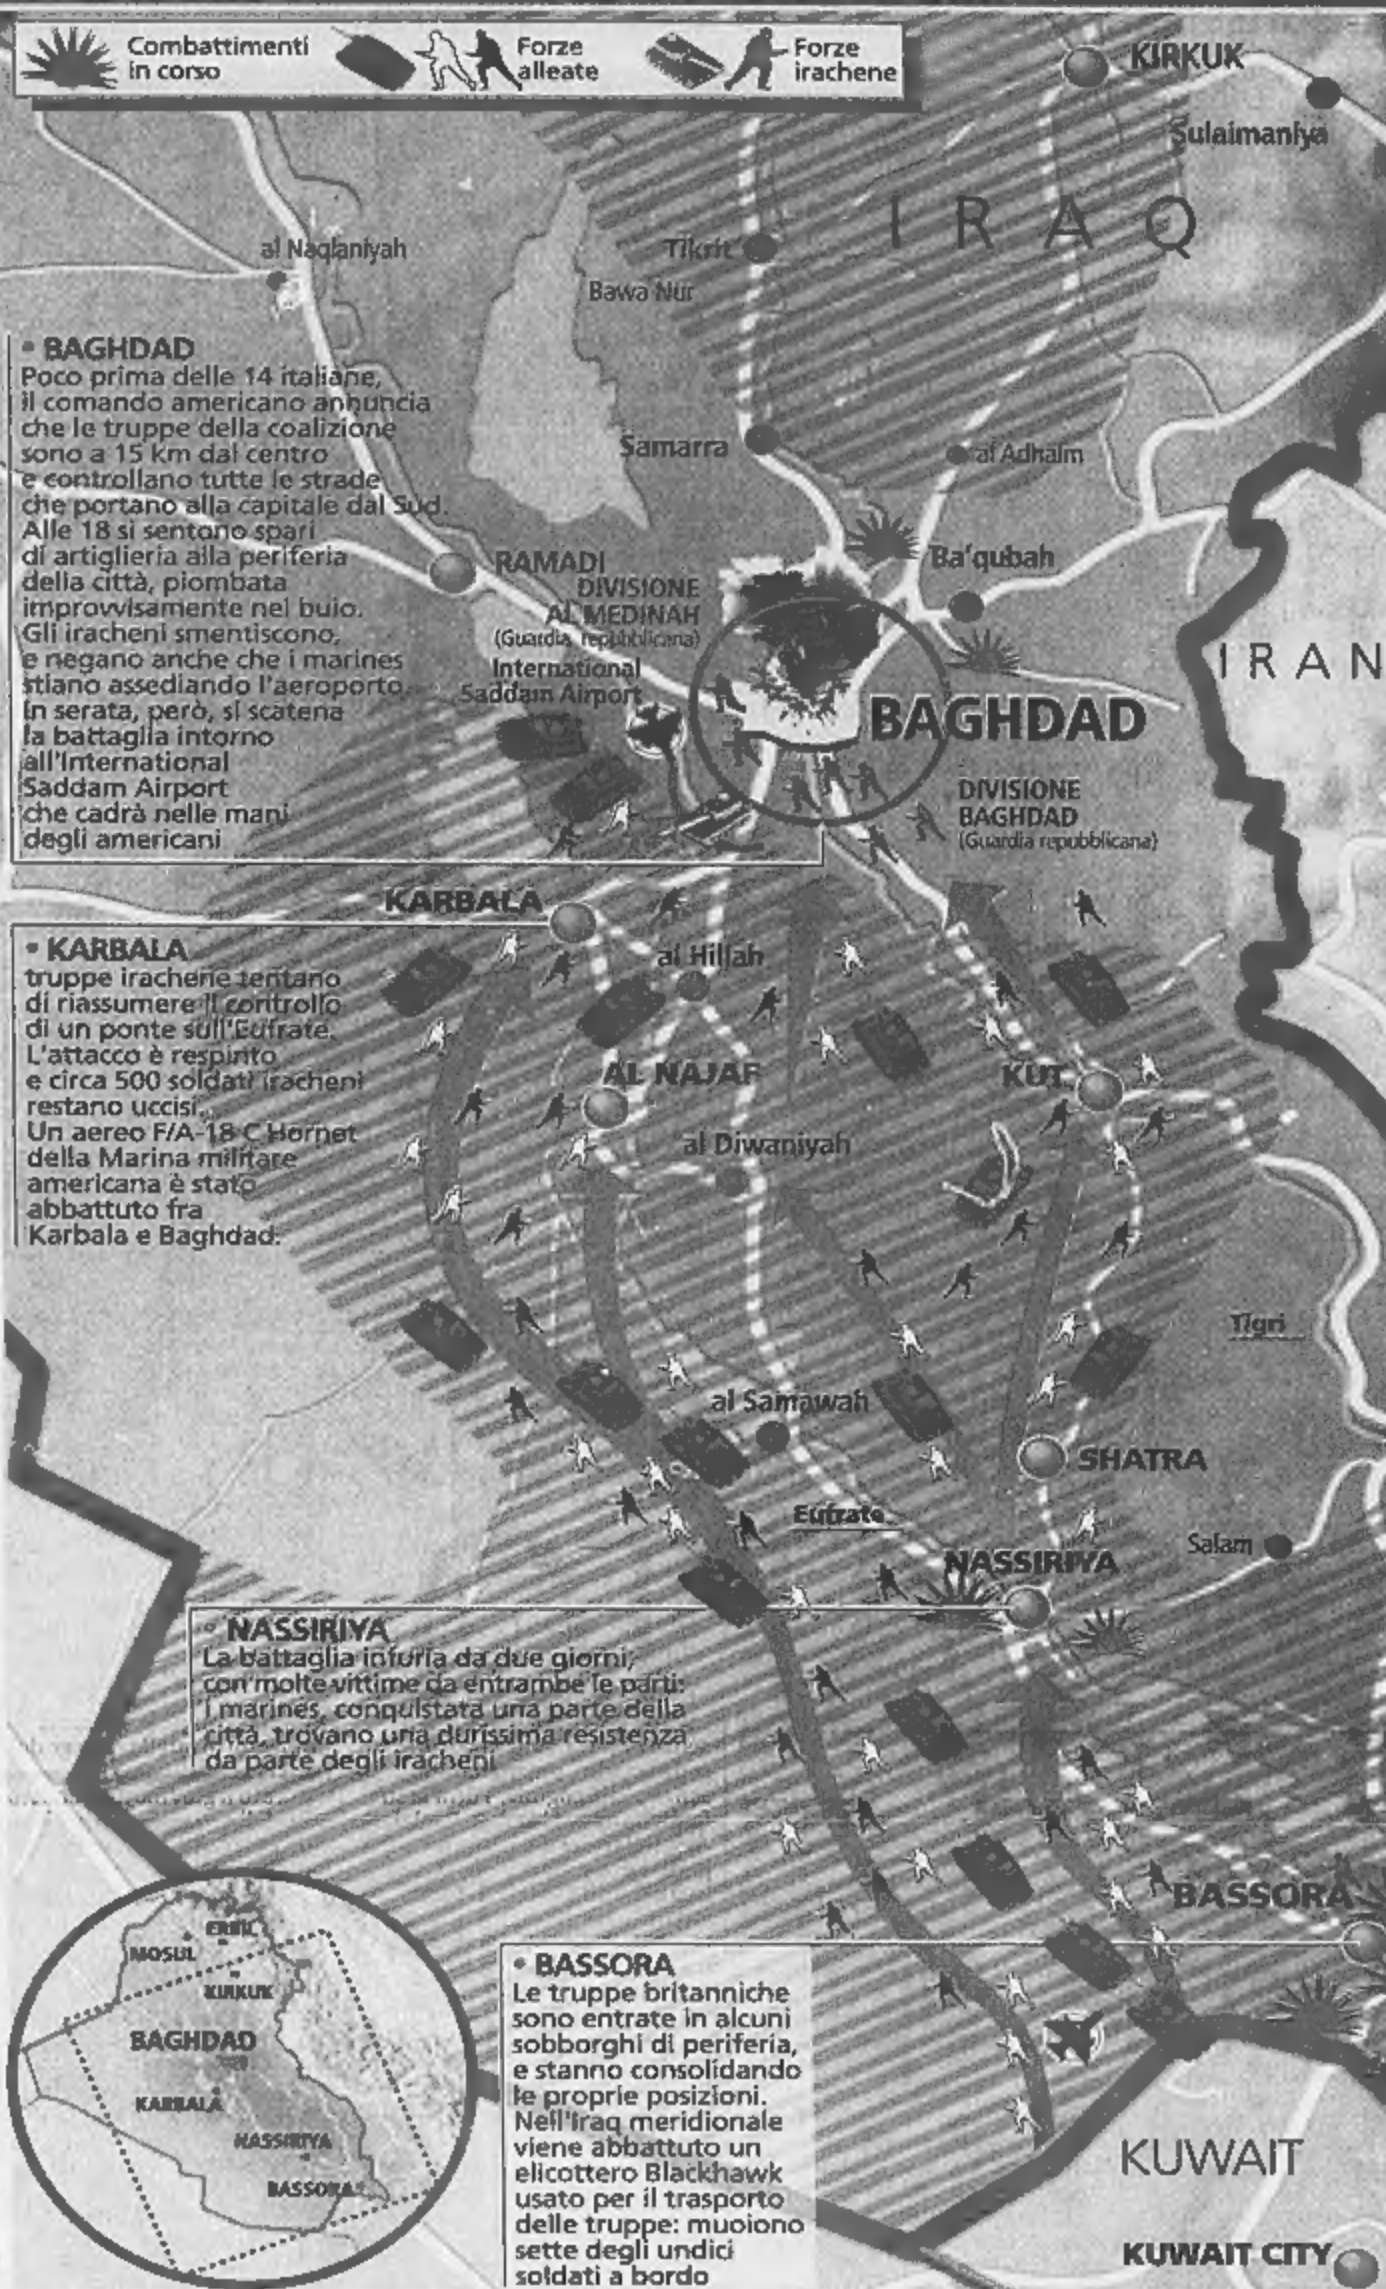 Combattimenti
in corso
Forze
alleate
Forze
irachene
KIRKUK
Sulaimaniya
IRAQ
al Naqlaniyah
Tikrit
Bawa Nur
• BAGHDAD
Poco prima delle 14 italiane,
il comando americano annuncia
che le truppe della coalizione
sono a 15 km dal centro
e controllano tutte le strade
che portano alla capitale dal Sud.
Alle 18 si sentono spari
di artiglieria alla periferia
della città, piombata
improvvisamente nel buio.
Gli iracheni smentiscono,
e negano anche che i marines
stiano assediando l'aeroporto.
In serata, però, si scatena
la battaglia intorno
all'International
Saddam Airport
che cadrà nelle mani
degli americani
Samarra
al Adhaim
RAMADI
DIVISIONE
AL MEDINAH
(Guardia repubblicana)
International
Saddam Airport
Ba'qubah
IRAN
BAGHDAD
DIVISIONE
BAGHDAD
(Guardia repubblicana)
KARBALA
• KARBALA
truppe irachene tentano
di riassumere il controllo
di un ponte sull'Eufrate.
L'attacco è respinto
e circa 500 soldati iracheni
restano uccisi.
Un aereo F/A-18 C Hornet
della Marina militare
americana è stato
abbattuto fra
Karbala e Baghdad.
al Hillah
AL NAJAF
KUT
al Diwaniyah
Tigri
al Samawah
SHATRA
Eufrate
Salam
NASSIRIYA
• NASSIRIYA
La battaglia infuria da due giorni,
con molte vittime da entrambe le parti:
i marines, conquistata una parte della
città, trovano una durissima resistenza
da parte degli iracheni
BASSORA
• BASSORA
Le truppe britanniche
sono entrate in alcuni
sobborghi di periferia,
e stanno consolidando
le proprie posizioni.
Nell'Iraq meridionale
viene abbattuto un
elicottero Blackhawk
usato per il trasporto
delle truppe: muoiono
sette degli undici
soldati a bordo
ERBIL
MOSUL
KIRKUK
BAGHDAD
KARBALA
NASSIRIYA
BASSORA
KUWAIT
KUWAIT CITY